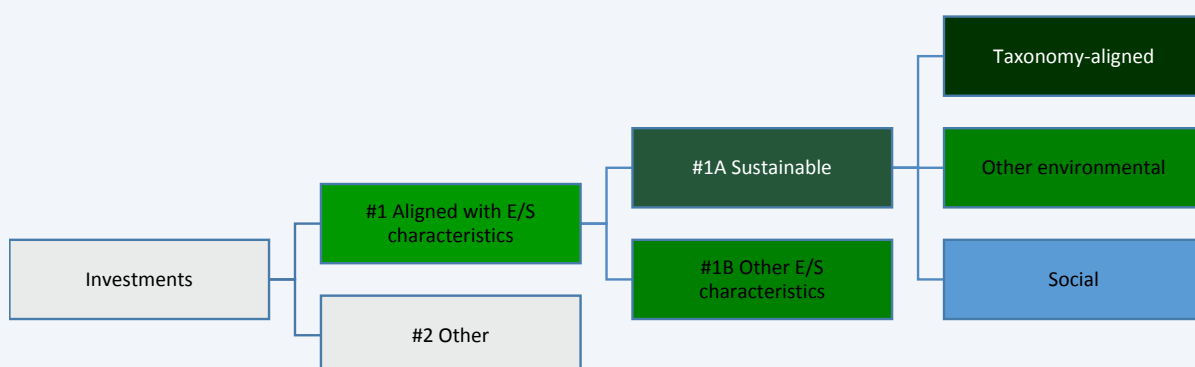 Investments
#1 Aligned with E/S
characteristics
#2 Other
#1A Sustainable
#1B Other E/S
characteristics
Taxonomy-aligned
Other environmental
Social